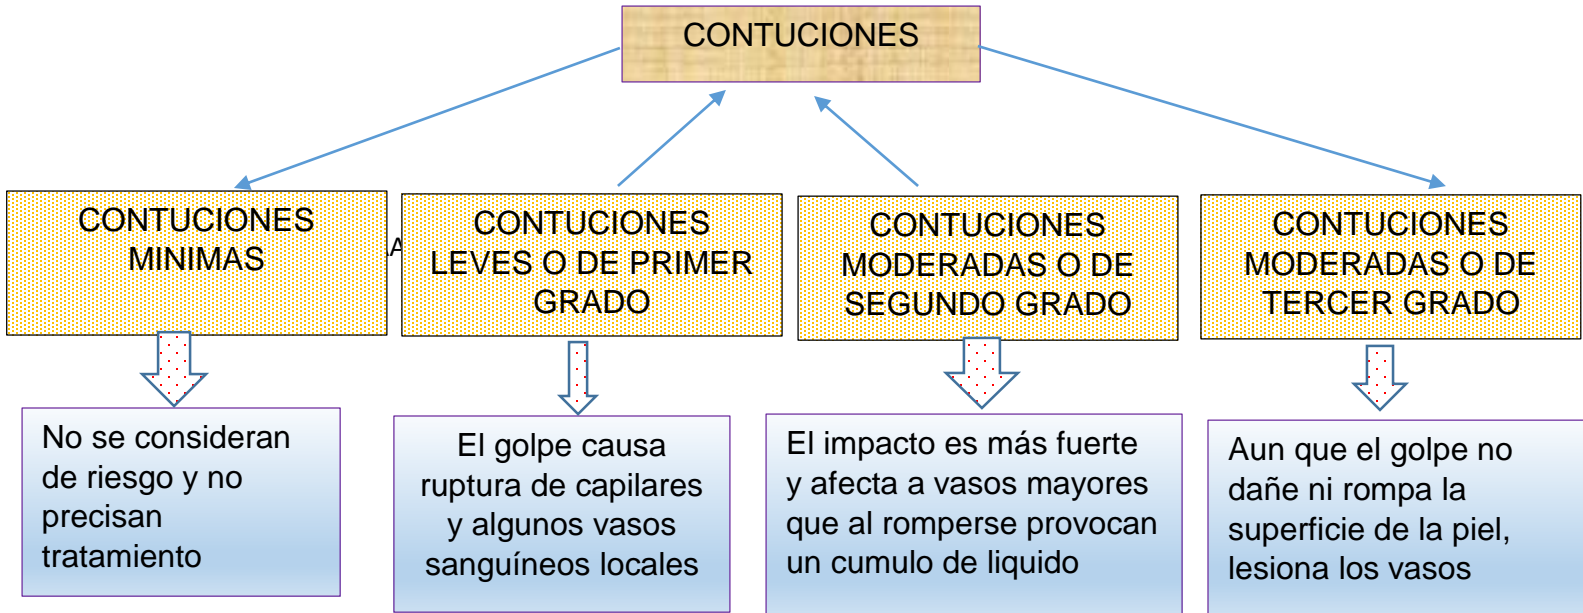 CONTUCIONES
CONTUCIONES
MINIMAS
CONTUCIONES
LEVES O DE PRIMER
GRADO
CONTUCIONES
MODERADAS O DE
SEGUNDO GRADO
CONTUCIONES
MODERADAS O DE
TERCER GRADO
No se consideran
de riesgo y no
precisan
tratamiento
El golpe causa
ruptura de capilares
y algunos vasos
sanguíneos locales
El impacto es más fuerte
y afecta a vasos mayores
que al romperse provocan
un cumulo de liquido
Aun que el golpe no
dañe ni rompa la
superficie de la piel,
lesiona los vasos